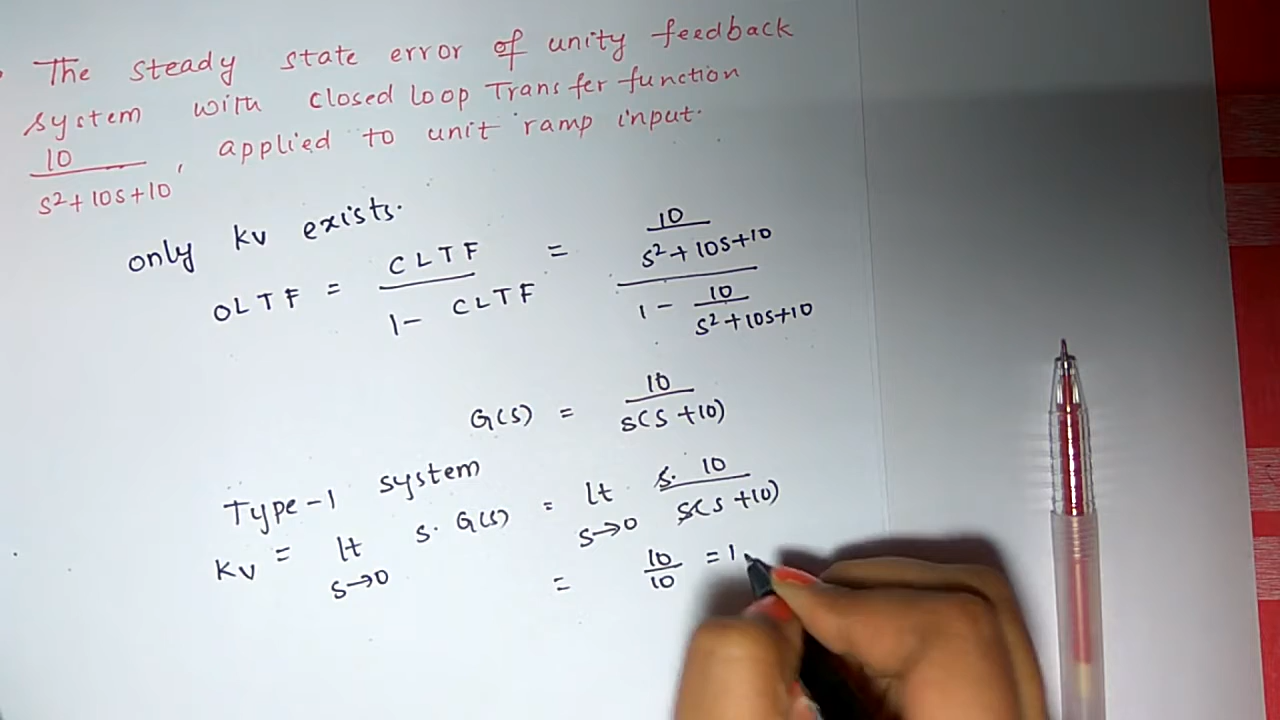 The steady state error of unity feedback
system with closed loop Transfer function
10
s²+10s+10 , applied to unit ramp input.
only kv exists.
OLTF = CLTF / 1- CLTF = 10 / s²+10s+10 / 1 - 10 / s²+10s+10
G(s) = 10 / s(s+10)
Type-1 system
Kv = lt s→0 s. G(s) = lt s→0 s. 10 / s(s+10)
= 10 / 10 = 1